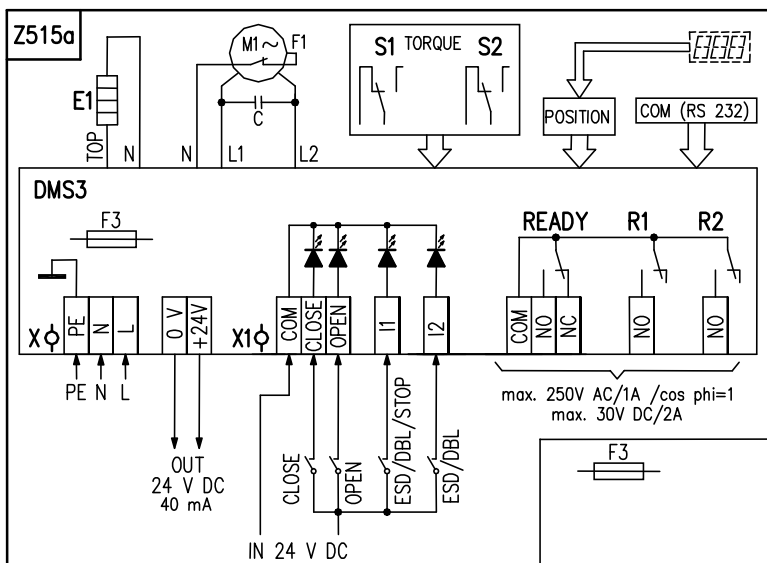 Z515a
E1
TOP
N
M1~
F1
C
N
L1
L2
S1 TORQUE S2
POSITION
COM (RS 232)
DMS3
F3
READY
R1
R2
X
PE
N
L
0 V
+24V
X1
COM
CLOSE
OPEN
I1
I2
COM
NO
NC
NO
NO
PE N L
max. 250V AC/1A /cos phi=1
max. 30V DC/2A
OUT
24 V DC
40 mA
CLOSE
OPEN
ESD/DBL/STOP
ESD/DBL
IN 24 V DC
F3